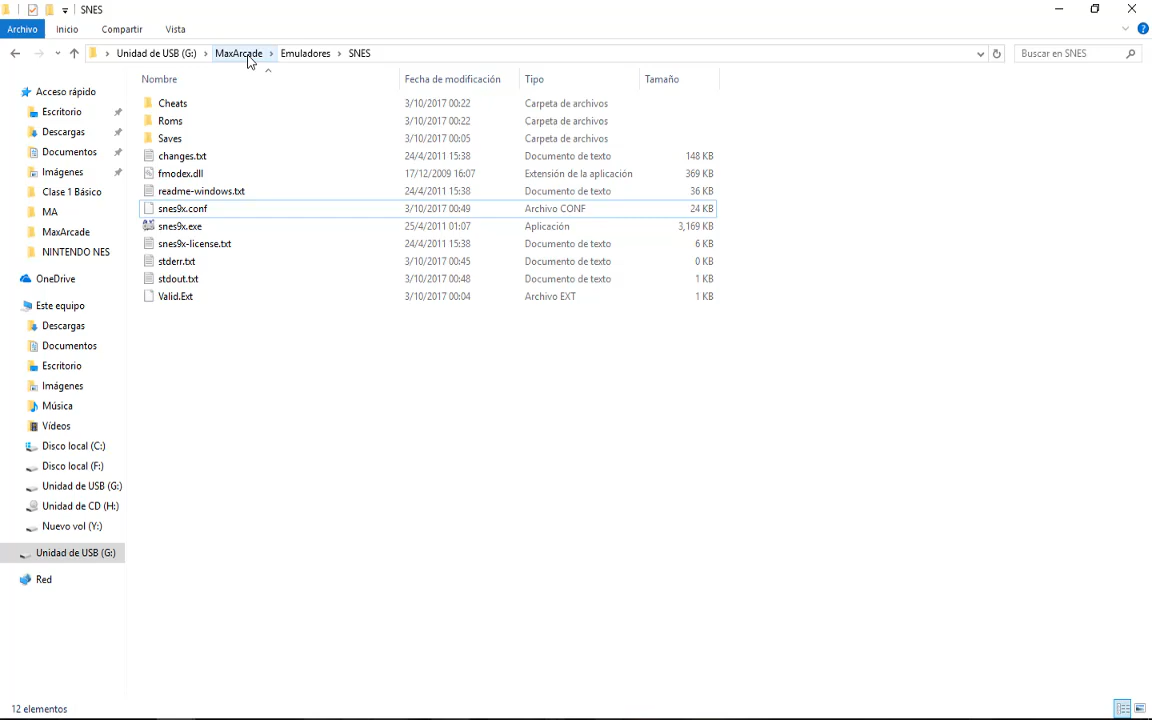 SNES
Archivo Inicio Compartir Vista
Unidad de USB (G:) MaxArcade Emuladores SNES Buscar en SNES
Nombre Fecha de modificación Tipo Tamaño
Acceso rápido
Escritorio
Descargas
Documentos
Imágenes
Clase 1 Básico
MA
MaxArcade
NINTENDO NES
OneDrive
Este equipo
Descargas
Documentos
Escritorio
Imágenes
Música
Vídeos
Disco local (C:)
Disco local (F:)
Unidad de USB (G:)
Unidad de CD (H:)
Nuevo vol (Y:)
Unidad de USB (G:)
Red
Cheats 3/10/2017 00:22 Carpeta de archivos
Roms 3/10/2017 00:22 Carpeta de archivos
Saves 3/10/2017 00:05 Carpeta de archivos
changes.txt 24/4/2011 15:38 Documento de texto 148 KB
fmodex.dll 17/12/2009 16:07 Extensión de la aplicación 369 KB
readme-windows.txt 24/4/2011 15:38 Documento de texto 36 KB
snes9x.conf 3/10/2017 00:49 Archivo CONF 24 KB
snes9x.exe 25/4/2011 01:07 Aplicación 3,169 KB
snes9x-license.txt 24/4/2011 15:38 Documento de texto 6 KB
stderr.txt 3/10/2017 00:45 Documento de texto 0 KB
stdout.txt 3/10/2017 00:48 Documento de texto 1 KB
Valid.Ext 3/10/2017 00:04 Archivo EXT 1 KB
12 elementos